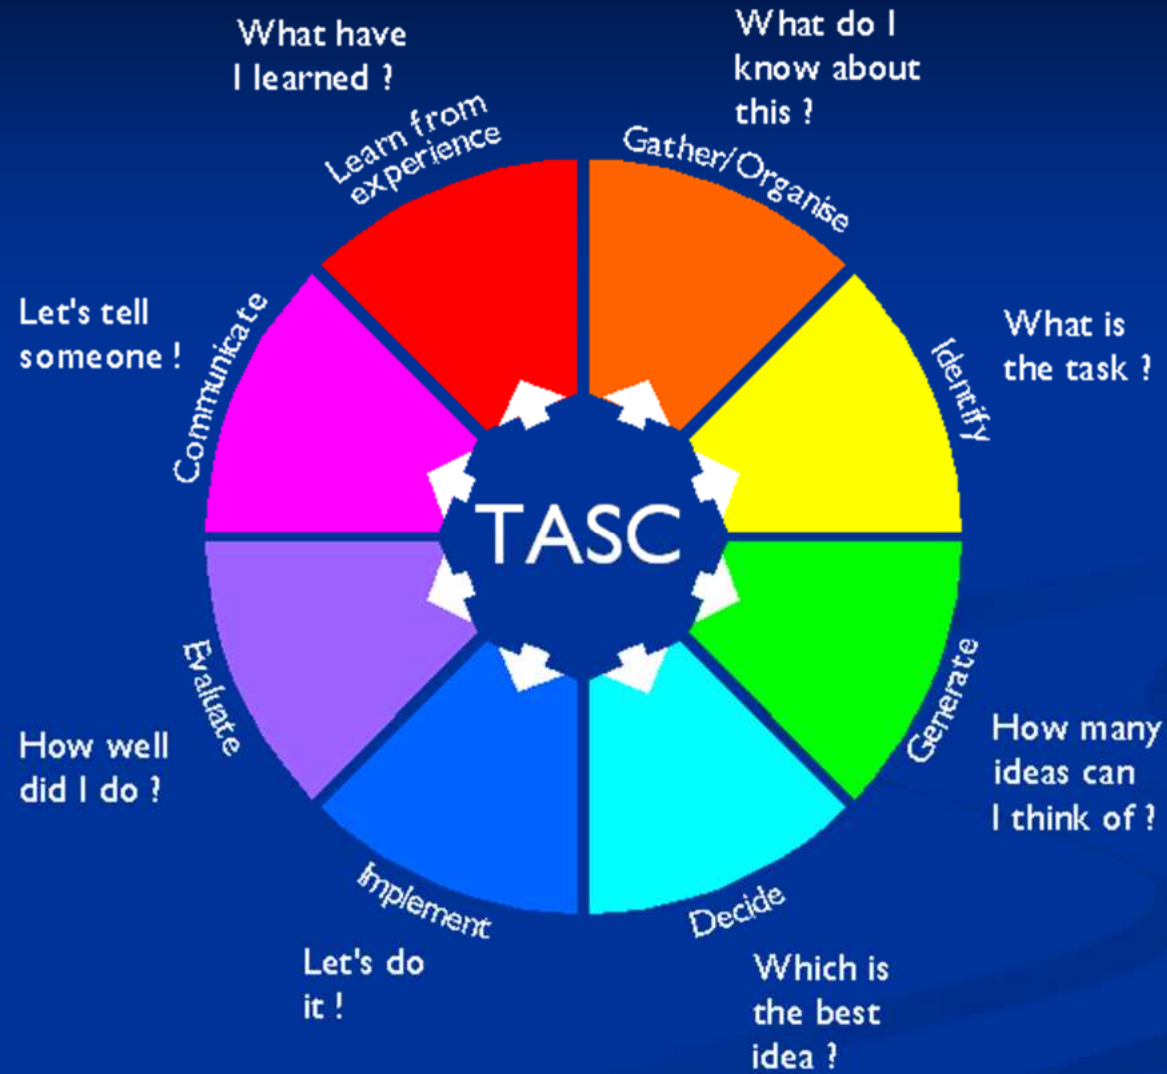 What have
I learned ?
What do I
know about
this ?
Learn from
experience
Gather/Organise
Let's tell
someone !
Communicate
Identify
What is
the task ?
TASC
Evaluate
Generate
How well
did I do ?
How many
ideas can
I think of ?
Implement
Decide
Let's do
it !
Which is
the best
idea ?